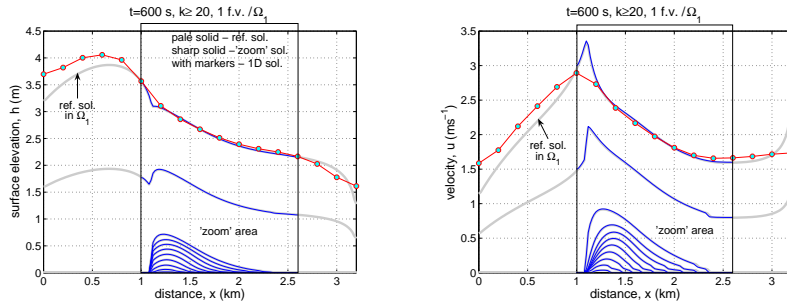 t=600 s, k≥ 20, 1 f.v. /Ω1
pale solid – ref. sol.
sharp solid –'zoom' sol.
with markers – 1D sol.
ref. sol.
in Ω1
'zoom' area
surface elevation, h (m)
4.5
4
3.5
3
2.5
2
1.5
1
0.5
0
0 0.5 1 1.5 2 2.5 3
distance, x (km)
t=600 s, k≥20, 1 f.v. /Ω1
ref. sol.
in Ω1
'zoom' area
velocity, u (ms⁻¹)
3.5
3
2.5
2
1.5
1
0.5
0
0 0.5 1 1.5 2 2.5 3
distance, x (km)